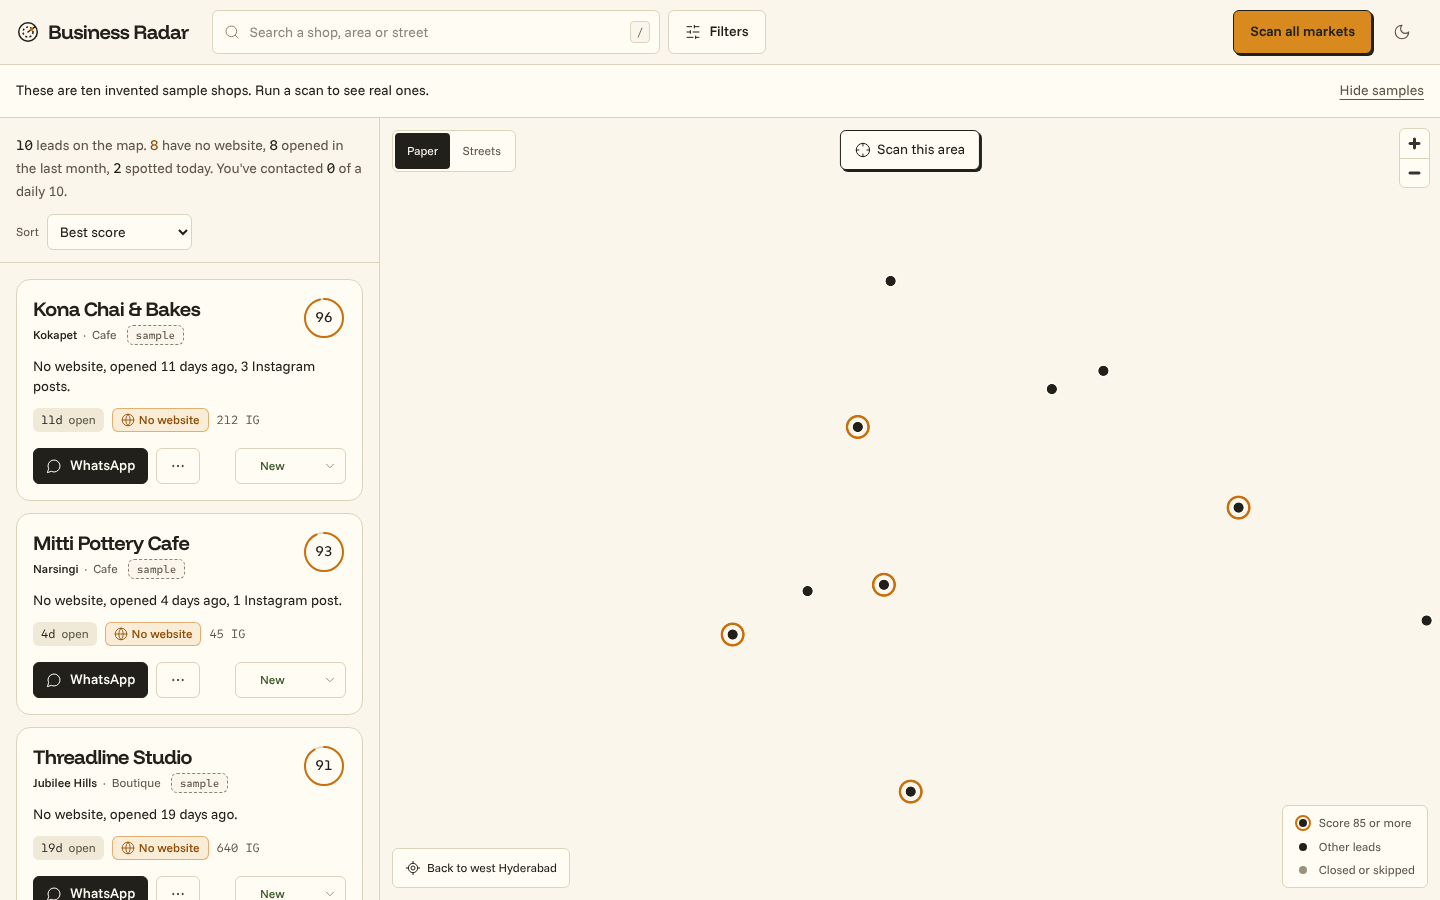 Business Radar
Search a shop, area or street
/
Filters
Scan all markets
These are ten invented sample shops. Run a scan to see real ones.
Hide samples
10 leads on the map. 8 have no website, 8 opened in
the last month, 2 spotted today. You've contacted 0 of a
daily 10.
Sort
Best score
Kona Chai & Bakes
96
Kokapet · Cafe sample
No website, opened 11 days ago, 3 Instagram
posts.
11d open
No website
212 IG
WhatsApp
...
New
Mitti Pottery Cafe
93
Narsingi · Cafe sample
No website, opened 4 days ago, 1 Instagram post.
4d open
No website
45 IG
WhatsApp
...
New
Threadline Studio
91
Jubilee Hills · Boutique sample
No website, opened 19 days ago.
19d open
No website
640 IG
WhatsApp
New
Paper
Streets
Scan this area
+
−
Back to west Hyderabad
Score 85 or more
Other leads
Closed or skipped